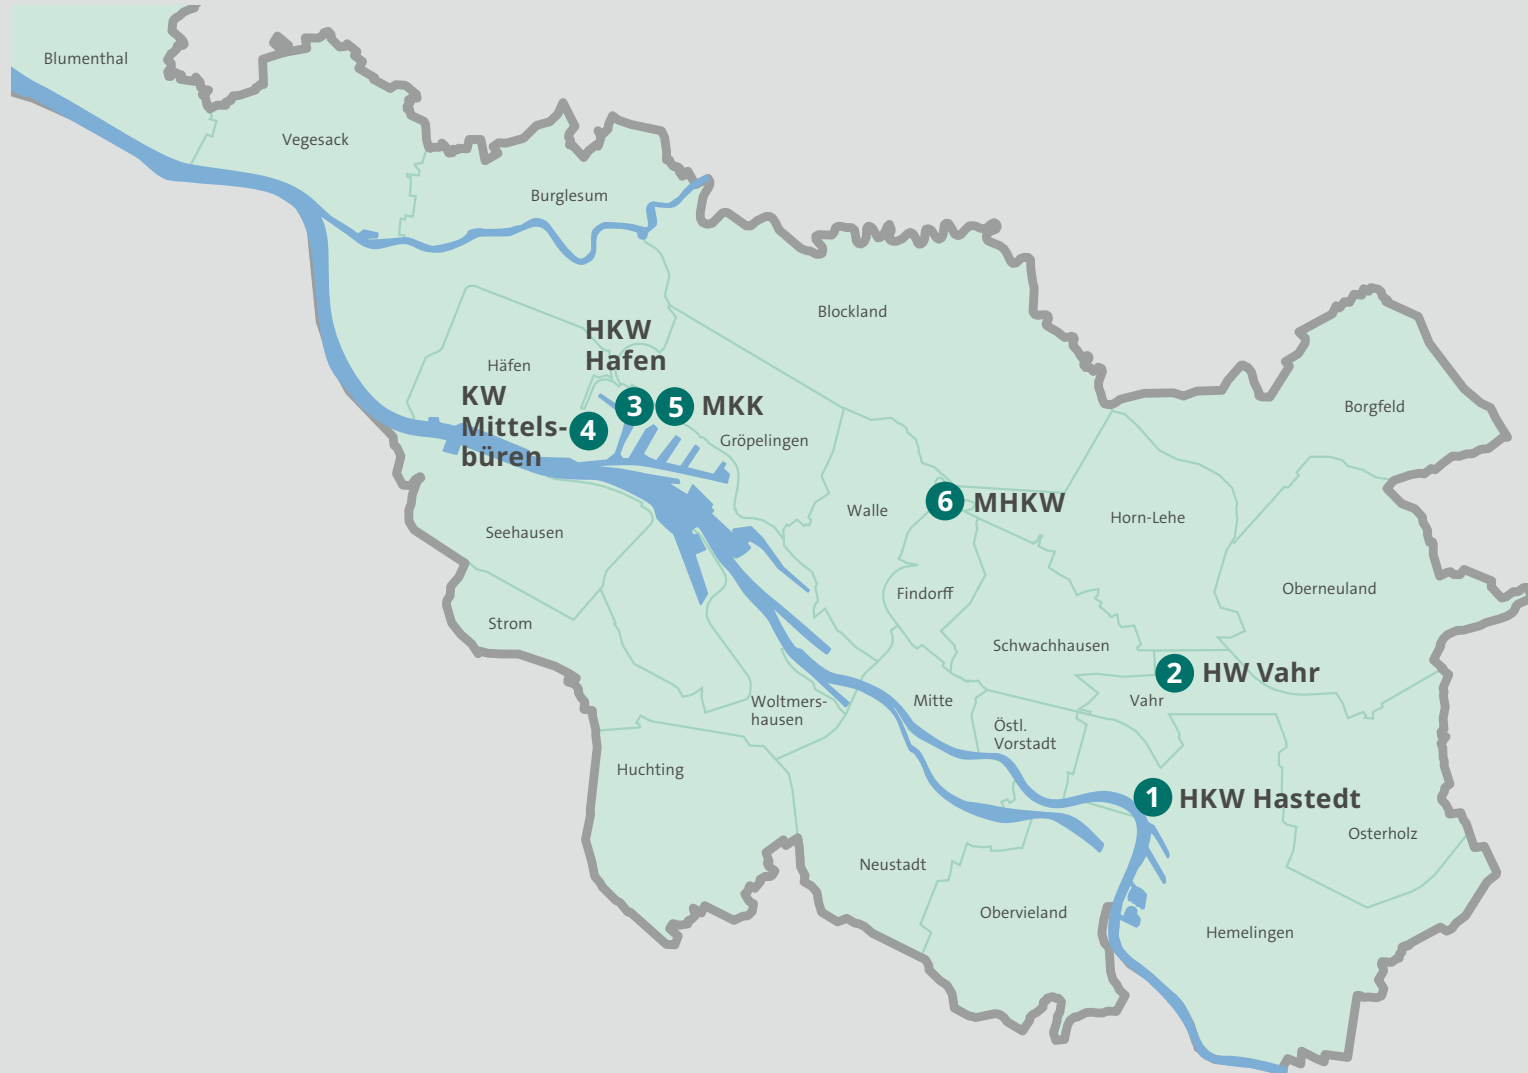 Blumenthal
Vegesack
Burglesum
Blockland
HKW
Hafen
Häfen
KW
Mittels-
büren
4
3
5
MKK
Gröpelingen
Borgfeld
Walle
6
MHKW
Horn-Lehe
Seehausen
Findorff
Oberneuland
Strom
Schwachhausen
2
HW Vahr
Vahr
Woltmers-
hausen
Mitte
Östl.
Vorstadt
Huchting
1
HKW Hastedt
Osterholz
Neustadt
Obervieland
Hemelingen